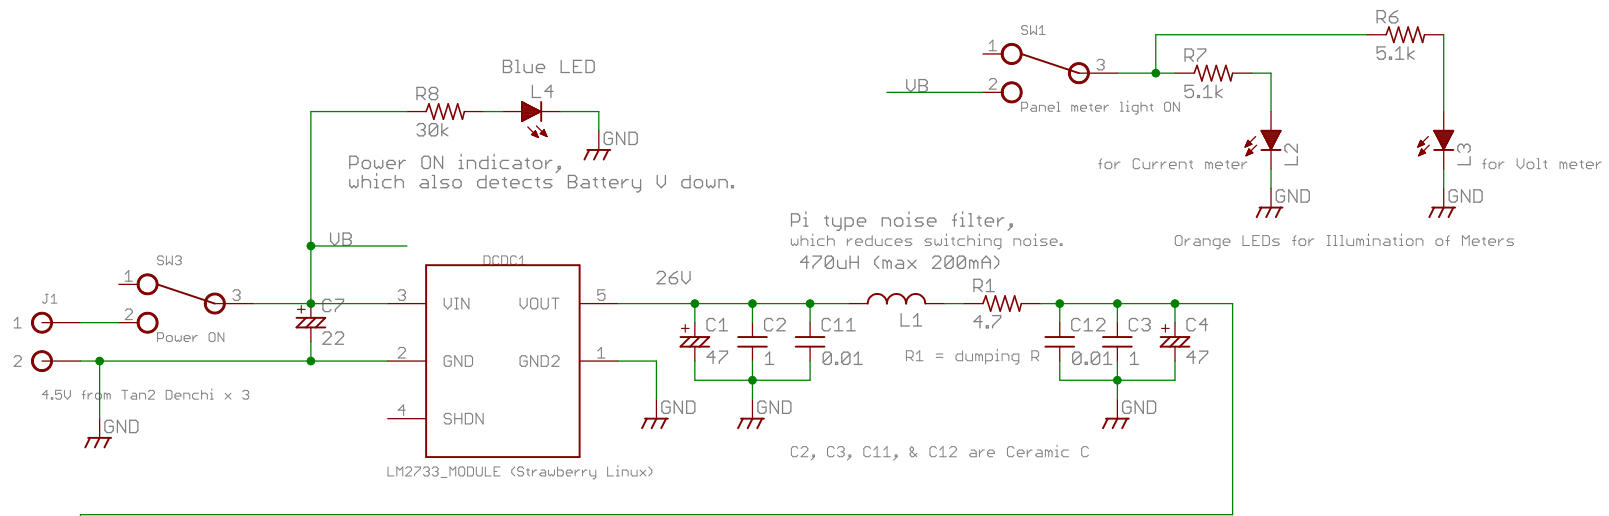 SW1
1
2
3
VB
Panel meter light ON
R7
5.1k
R6
5.1k
L2
for Current meter
GND
L3
for Volt meter
GND
Orange LEDs for Illumination of Meters
Blue LED
R8
30k
L4
GND
Power ON indicator,
which also detects Battery V down.
VB
SW3
1
2
3
Power ON
J1
1
2
4.5V from Tan2 Denchi x 3
GND
C7
22
DCDC1
3
VIN
VOUT
5
2
GND
GND2
1
4
SHDN
LM2733_MODULE (Strawberry Linux)
GND
26V
Pi type noise filter,
which reduces switching noise.
470uH (max 200mA)
C1
47
C2
1
C11
0.01
GND
L1
R1
4.7
R1 = dumping R
C12
0.01
C3
1
C4
47
GND
C2, C3, C11, & C12 are Ceramic C